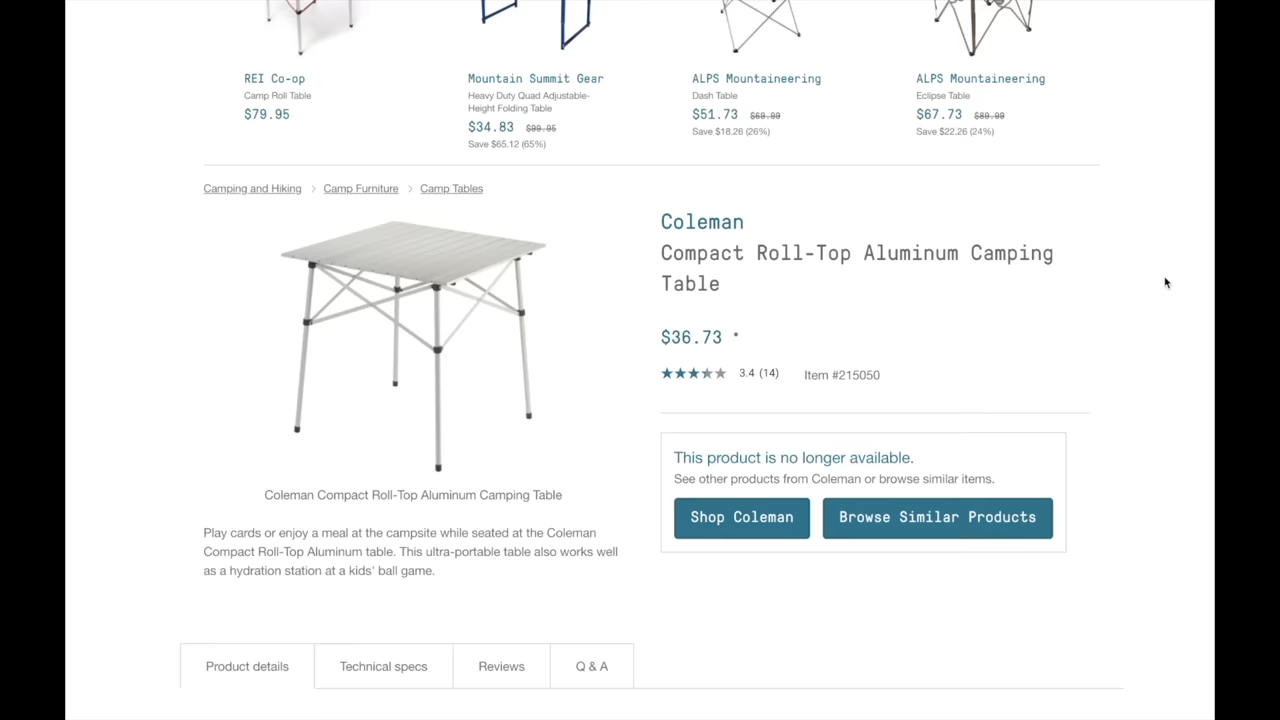 REI Co-op
Camp Roll Table
$79.95
Mountain Summit Gear
Heavy Duty Quad Adjustable-
Height Folding Table
$34.83 $99.95
Save $65.12 (65%)
ALPS Mountaineering
Dash Table
$51.73 $69.99
Save $18.26 (26%)
ALPS Mountaineering
Eclipse Table
$67.73 $89.99
Save $22.26 (24%)
Camping and Hiking > Camp Furniture > Camp Tables
Coleman
Compact Roll-Top Aluminum Camping
Table
$36.73 *
3.4 (14) Item #215050
This product is no longer available.
See other products from Coleman or browse similar items.
Shop Coleman Browse Similar Products
Coleman Compact Roll-Top Aluminum Camping Table
Play cards or enjoy a meal at the campsite while seated at the Coleman
Compact Roll-Top Aluminum table. This ultra-portable table also works well
as a hydration station at a kids' ball game.
Product details Technical specs Reviews Q & A